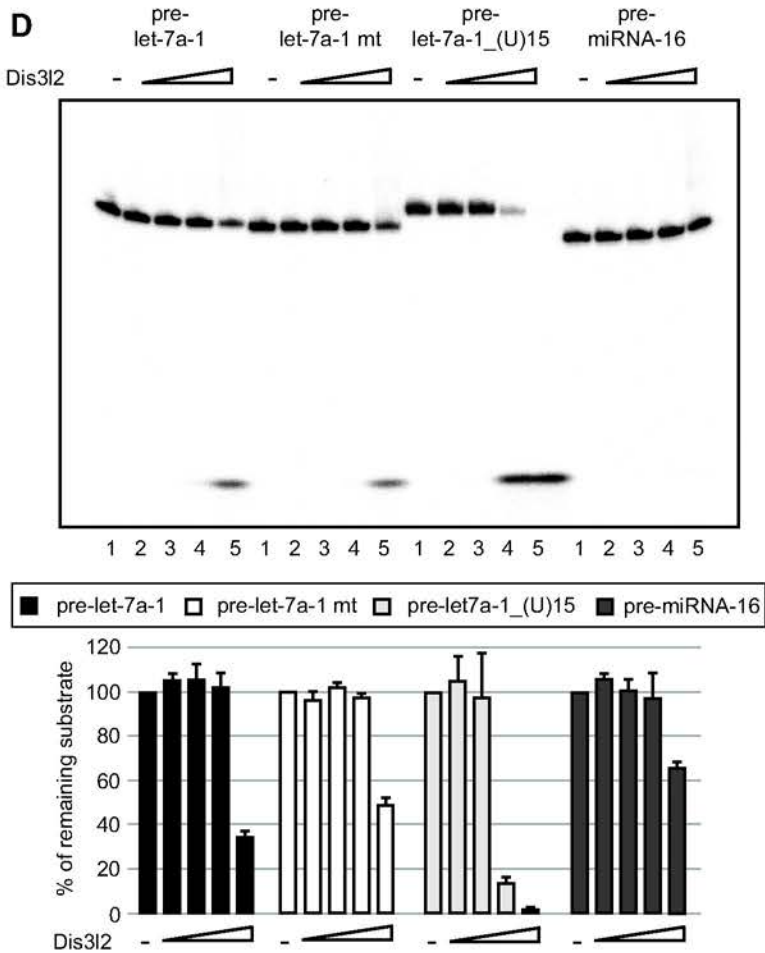 D
pre- pre- pre- pre-
let-7a-1 let-7a-1 mt let-7a-1_(U)15 miRNA-16
Dis3l2 - - - -
1 2 3 4 5 1 2 3 4 5 1 2 3 4 5 1 2 3 4 5
pre-let-7a-1 pre-let-7a-1 mt pre-let7a-1_(U)15 pre-miRNA-16
% of remaining substrate
120
100
80
60
40
20
0
Dis3l2 - - - -